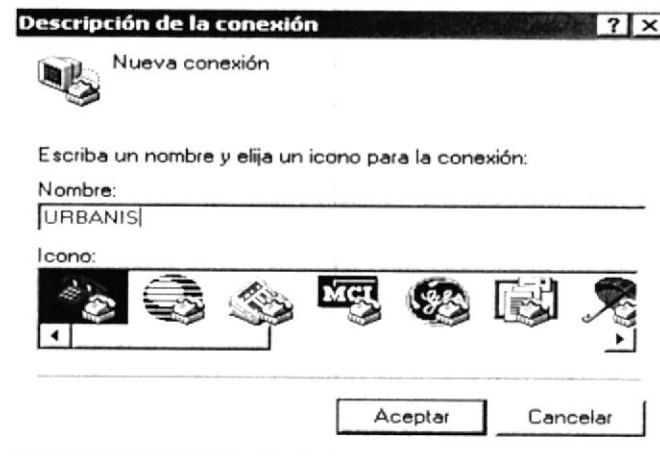 Descripción de la conexión
Nueva conexión
Escriba un nombre y elija un icono para la conexión:
Nombre:
URBANIS
Icono:
MCI
Aceptar Cancelar